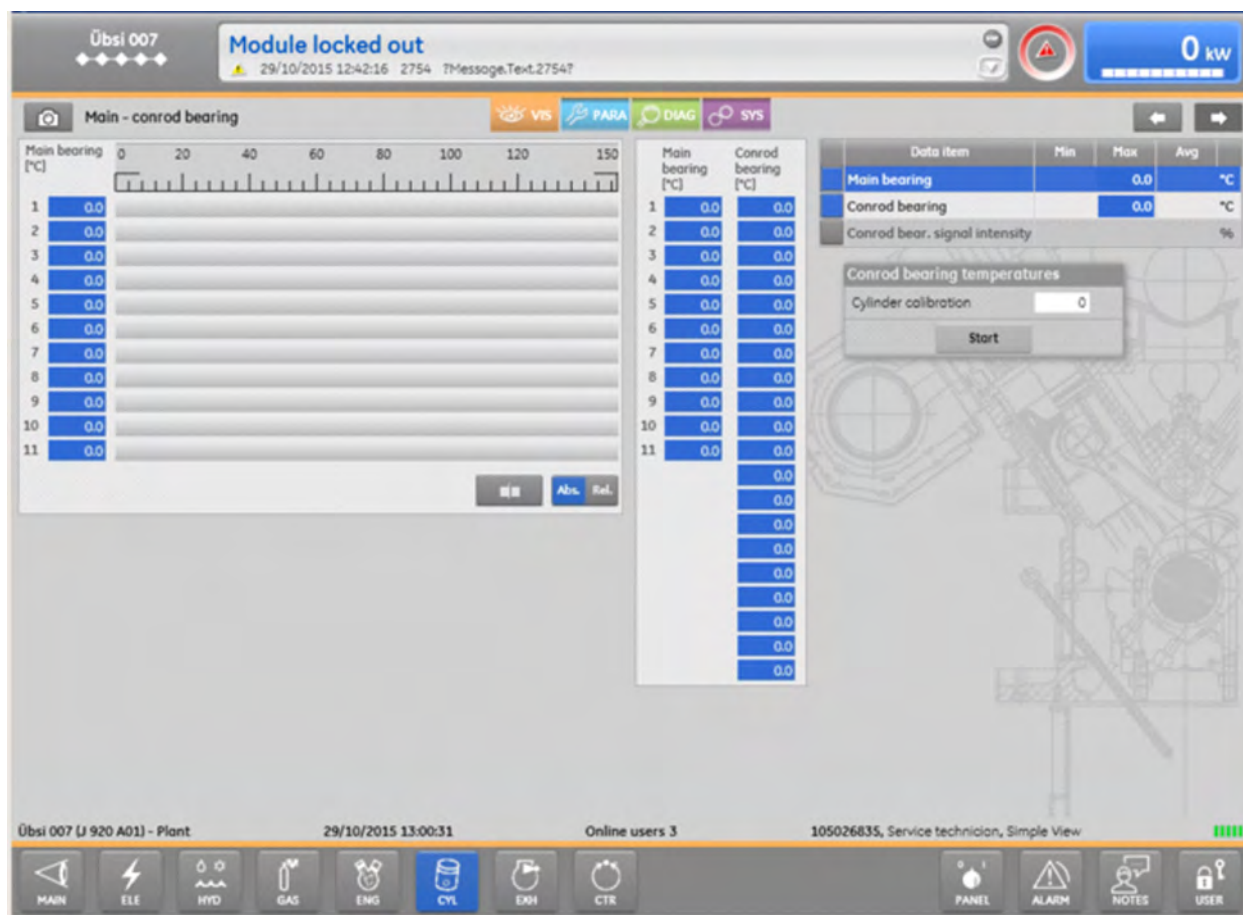 Übsi 007
Module locked out
29/10/2015 12:42:16 2754 ?Message.Text.2754?
0 kW
Main - conrod bearing
VIS PARA DIAG SYS
Main bearing [°C]
0 20 40 60 80 100 120 150
1 0.0
2 0.0
3 0.0
4 0.0
5 0.0
6 0.0
7 0.0
8 0.0
9 0.0
10 0.0
11 0.0
Abs. Rel.
Main bearing [°C] Conrod bearing [°C]
1 0.0 0.0
2 0.0 0.0
3 0.0 0.0
4 0.0 0.0
5 0.0 0.0
6 0.0 0.0
7 0.0 0.0
8 0.0 0.0
9 0.0 0.0
10 0.0 0.0
11 0.0 0.0
0.0
0.0
0.0
0.0
0.0
0.0
0.0
0.0
0.0
Data item Min Max Avg
Main bearing 0.0 °C
Conrod bearing 0.0 °C
Conrod bear. signal intensity %
Conrod bearing temperatures
Cylinder calibration 0
Start
Übsi 007 (J 920 A01) - Plant 29/10/2015 13:00:31 Online users 3 105026835, Service technician, Simple View
MAIN ELE HYD GAS ENG CYL EXH CTR PANEL ALARM NOTES USER